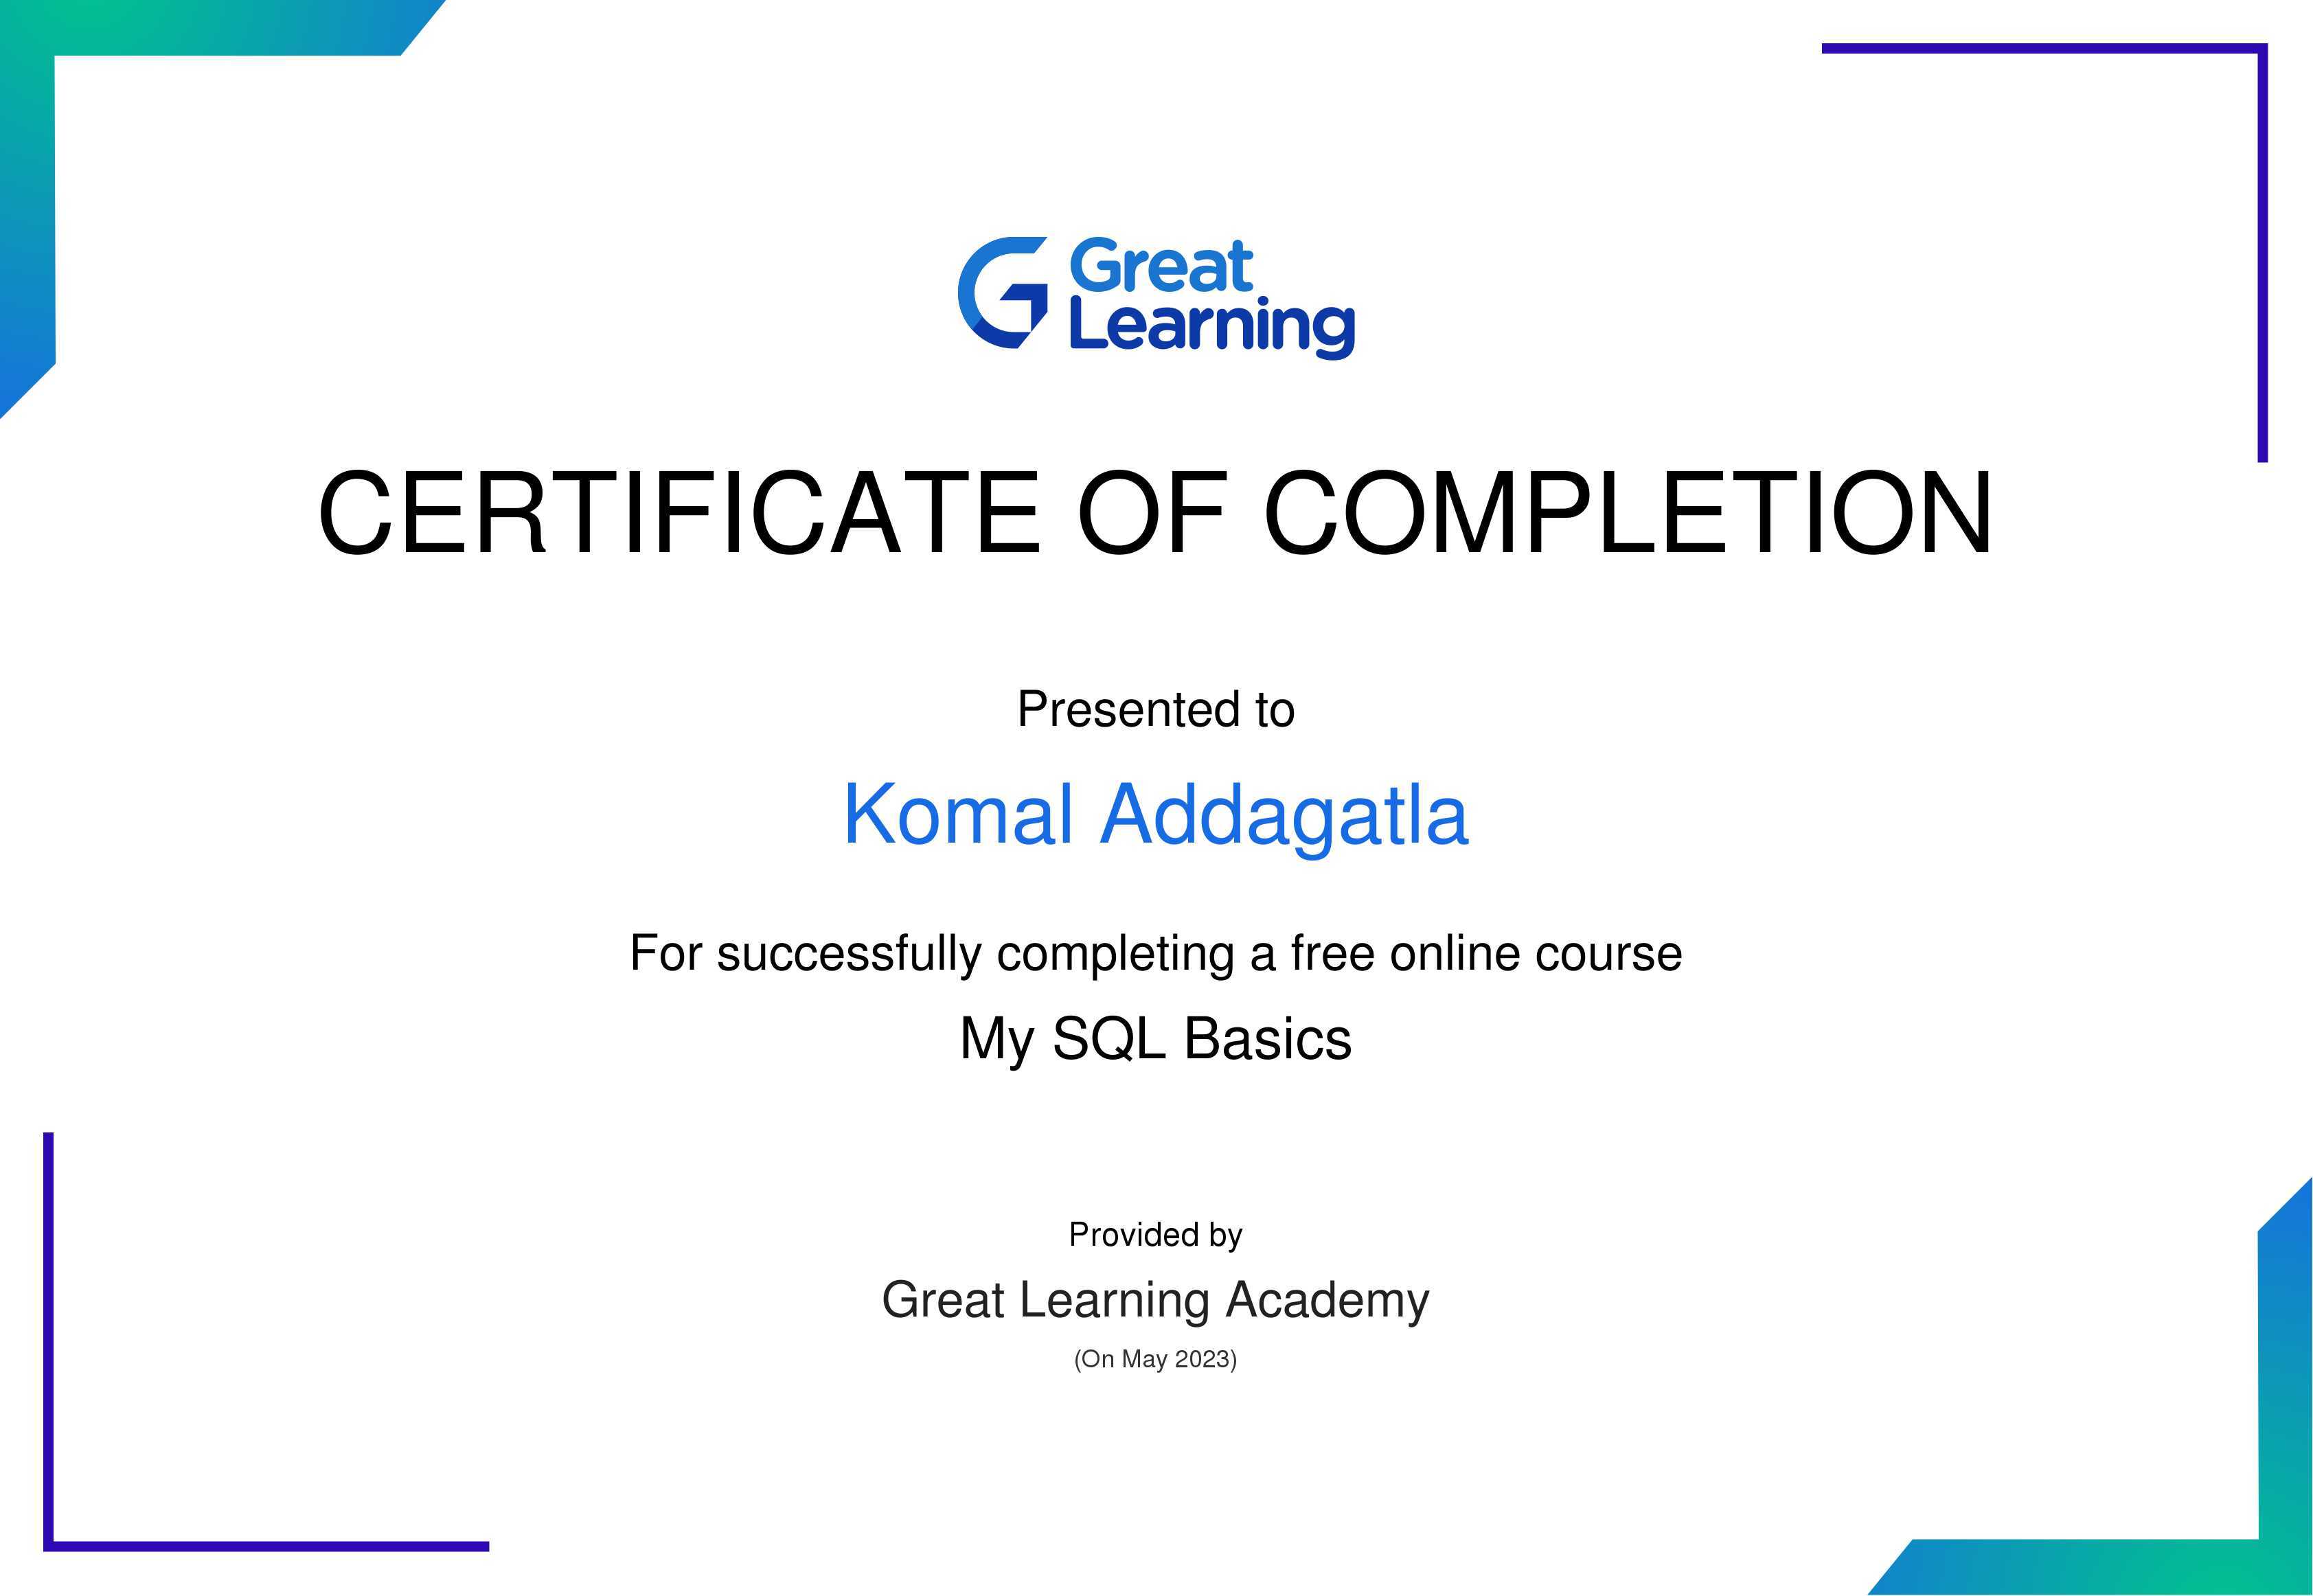 Great
Learning
CERTIFICATE OF COMPLETION
Presented to
Komal Addagatla
For successfully completing a free online course
My SQL Basics
Provided by
Great Learning Academy
(On May 2023)